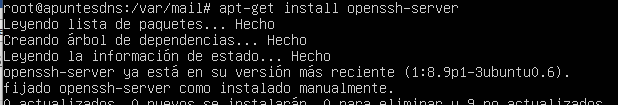 root@apuntesdns:/var/mail# apt-get install openssh-server
Leyendo lista de paquetes... Hecho
Creando árbol de dependencias... Hecho
Leyendo la información de estado... Hecho
openssh-server ya está en su versión más reciente (1:8.9p1-3ubuntu0.6).
fijado openssh-server como instalado manualmente.
0 actualizados, 0 nuevos se instalarán, 0 para eliminar y 9 no actualizados.